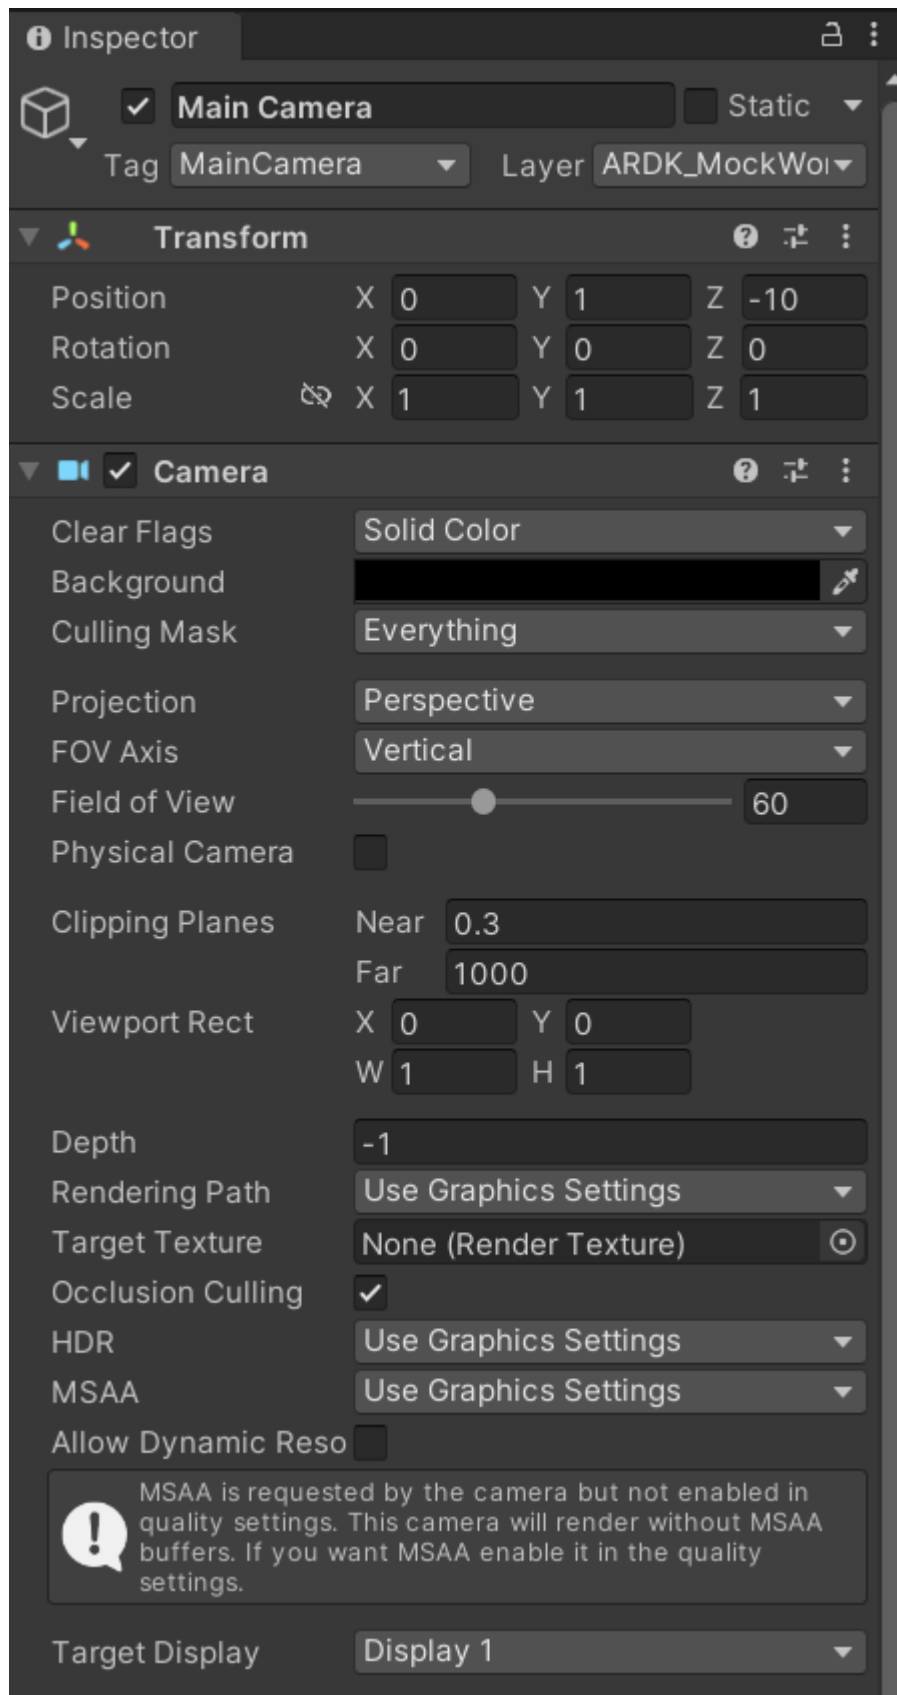 Inspector
Main Camera Static
Tag MainCamera Layer ARDK_MockWo
Transform
Position X 0 Y 1 Z -10
Rotation X 0 Y 0 Z 0
Scale X 1 Y 1 Z 1
Camera
Clear Flags Solid Color
Background
Culling Mask Everything
Projection Perspective
FOV Axis Vertical
Field of View 60
Physical Camera
Clipping Planes Near 0.3
Far 1000
Viewport Rect X 0 Y 0
W 1 H 1
Depth -1
Rendering Path Use Graphics Settings
Target Texture None (Render Texture)
Occlusion Culling
HDR Use Graphics Settings
MSAA Use Graphics Settings
Allow Dynamic Reso
MSAA is requested by the camera but not enabled in
quality settings. This camera will render without MSAA
buffers. If you want MSAA enable it in the quality
settings.
Target Display Display 1